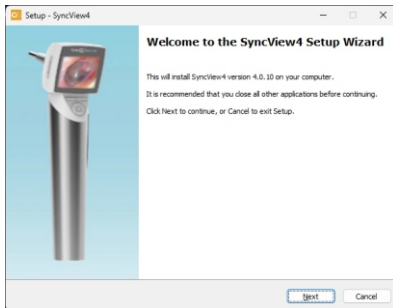 Setup - SyncView4
Welcome to the SyncView4 Setup Wizard
This will install SyncView4 version 4.0.10 on your computer.
It is recommended that you close all other applications before continuing.
Click Next to continue, or Cancel to exit Setup.
Next
Cancel